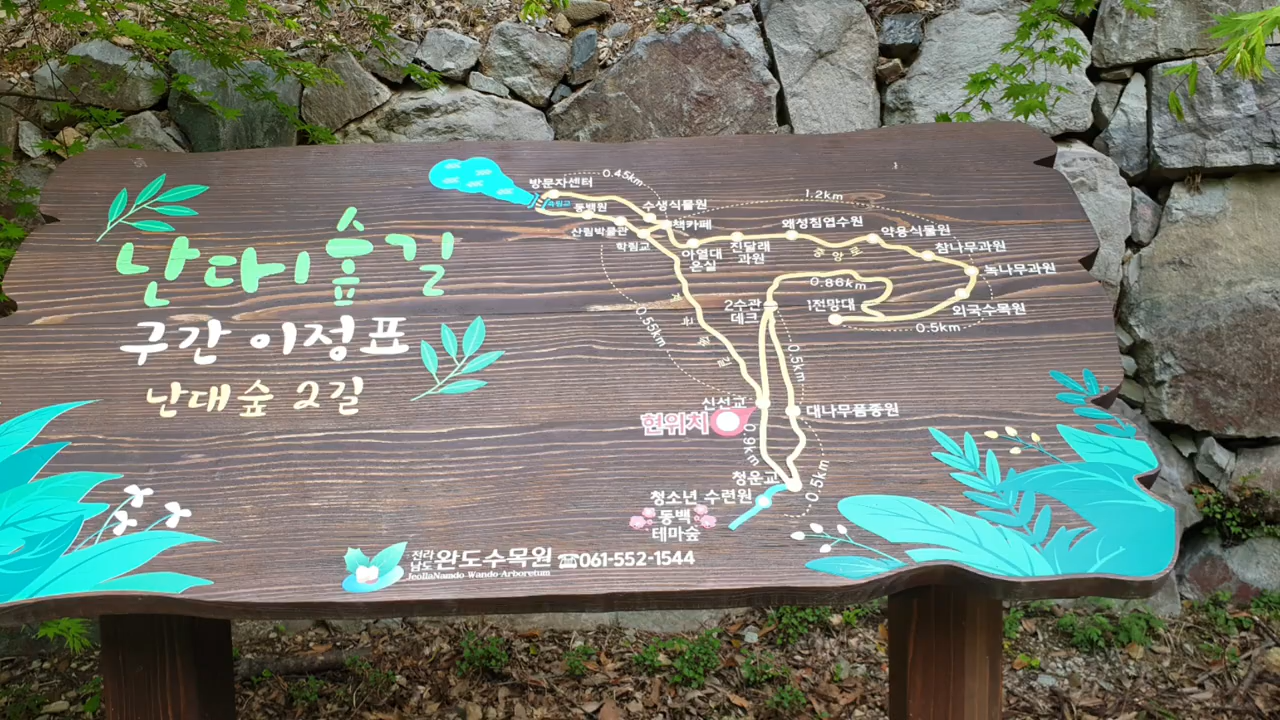 난대숲길
구간 이정표
난대숲 2길
방문자센터
0.45km
동백원
수생식물원
산림박물관
책카페
학림교
아열대
온실
진달래
과원
1.2km
왜성침엽수원
약용식물원
참나무과원
녹나무과원
중앙로
외국수목원
0.86km
1전망대
0.5km
2수관
데크
0.55km
0.5km
신선교
현위치
대나무품종원
0.9km
청운교
0.5km
청소년 수련원
동백
테마숲
전라
남도 완도수목원 ☎061-552-1544
JeollaNamdo Wando Arboretum